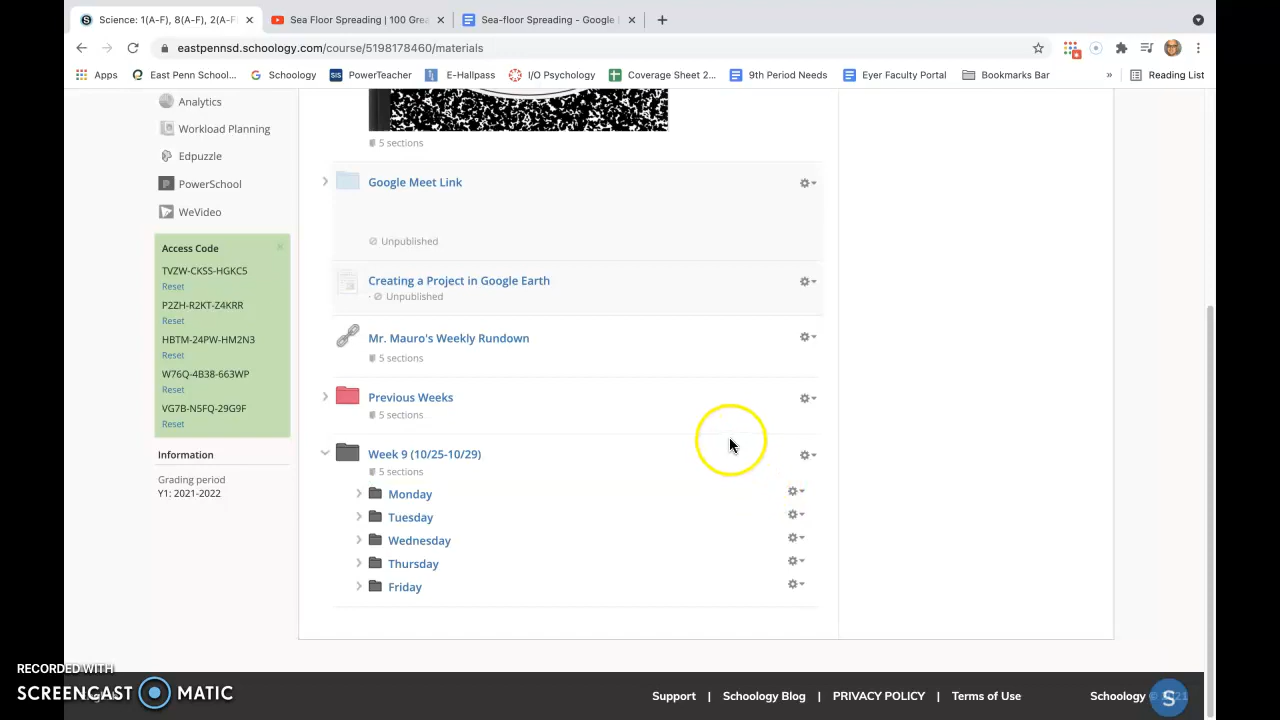 Science: 1(A-F), 8(A-F), 2(A-F
Sea Floor Spreading | 100 Grea
Sea-floor Spreading - Google
eastpennsd.schoology.com/course/5198178460/materials
Apps
East Penn School...
Schoology
PowerTeacher
E-Hallpass
I/O Psychology
Coverage Sheet 2...
9th Period Needs
Eyer Faculty Portal
Bookmarks Bar
»
Reading List
Analytics
Workload Planning
Edpuzzle
PowerSchool
WeVideo
Access Code
TVZW-CKSS-HGKC5
Reset
P2ZH-R2KT-Z4KRR
Reset
HBTM-24PW-HM2N3
Reset
W76Q-4B38-663WP
Reset
VG7B-N5FQ-29G9F
Reset
Information
Grading period
Y1: 2021-2022
5 sections
Google Meet Link
Unpublished
Creating a Project in Google Earth
· Unpublished
Mr. Mauro's Weekly Rundown
5 sections
Previous Weeks
5 sections
Week 9 (10/25-10/29)
5 sections
Monday
Tuesday
Wednesday
Thursday
Friday
RECORDED WITH
SCREENCAST MATIC
Support | Schoology Blog | PRIVACY POLICY | Terms of Use
Schoology
S